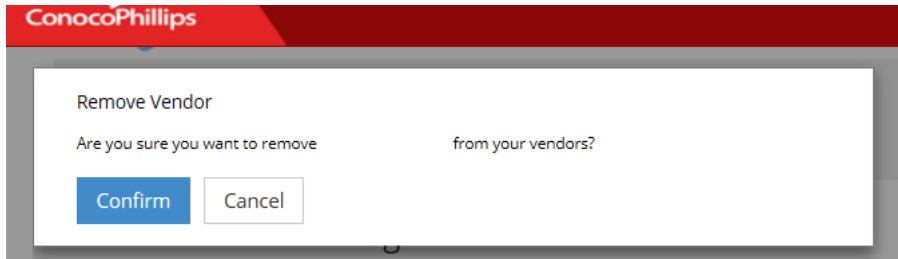 ConocoPhillips
Remove Vendor
Are you sure you want to remove from your vendors?
Confirm
Cancel